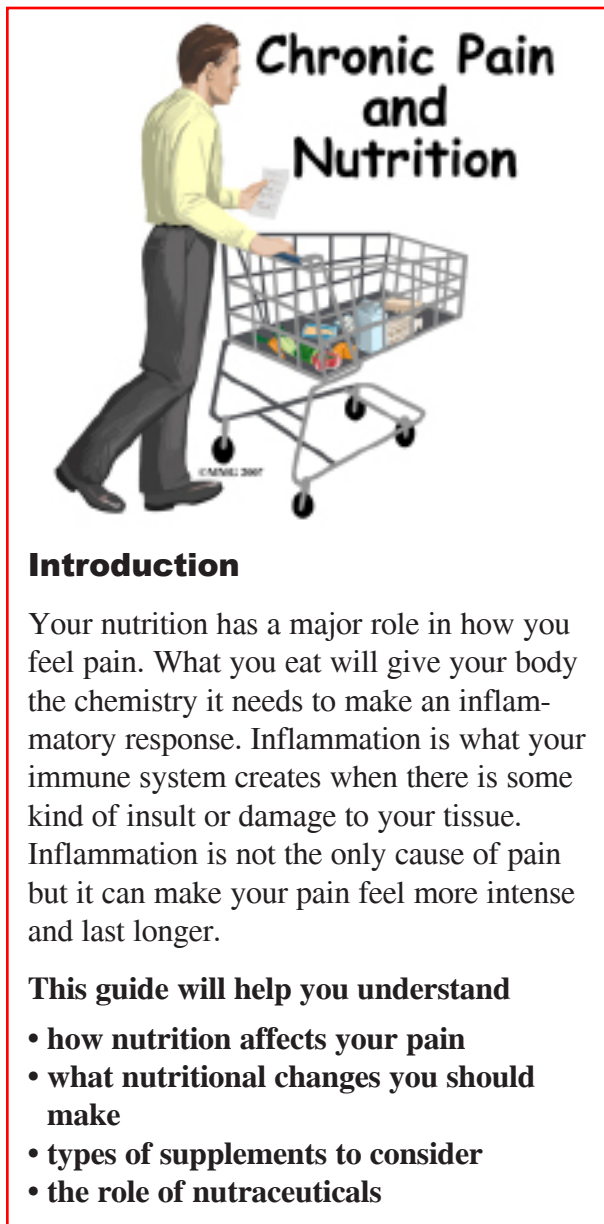 Chronic Pain
and
Nutrition
©MMG 2007
Introduction
Your nutrition has a major role in how you
feel pain. What you eat will give your body
the chemistry it needs to make an inflam-
matory response. Inflammation is what your
immune system creates when there is some
kind of insult or damage to your tissue.
Inflammation is not the only cause of pain
but it can make your pain feel more intense
and last longer.
This guide will help you understand
• how nutrition affects your pain
• what nutritional changes you should
make
• types of supplements to consider
• the role of nutraceuticals